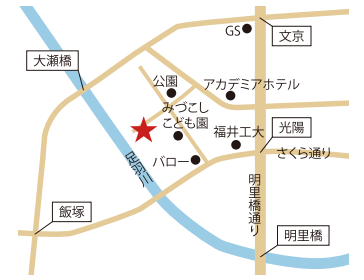 GS
文京
大瀬橋
公園
アカデミアホテル
みづこし
こども園
福井工大
光陽
さくら通り
バロー
足羽川
明里橋通り
飯塚
明里橋